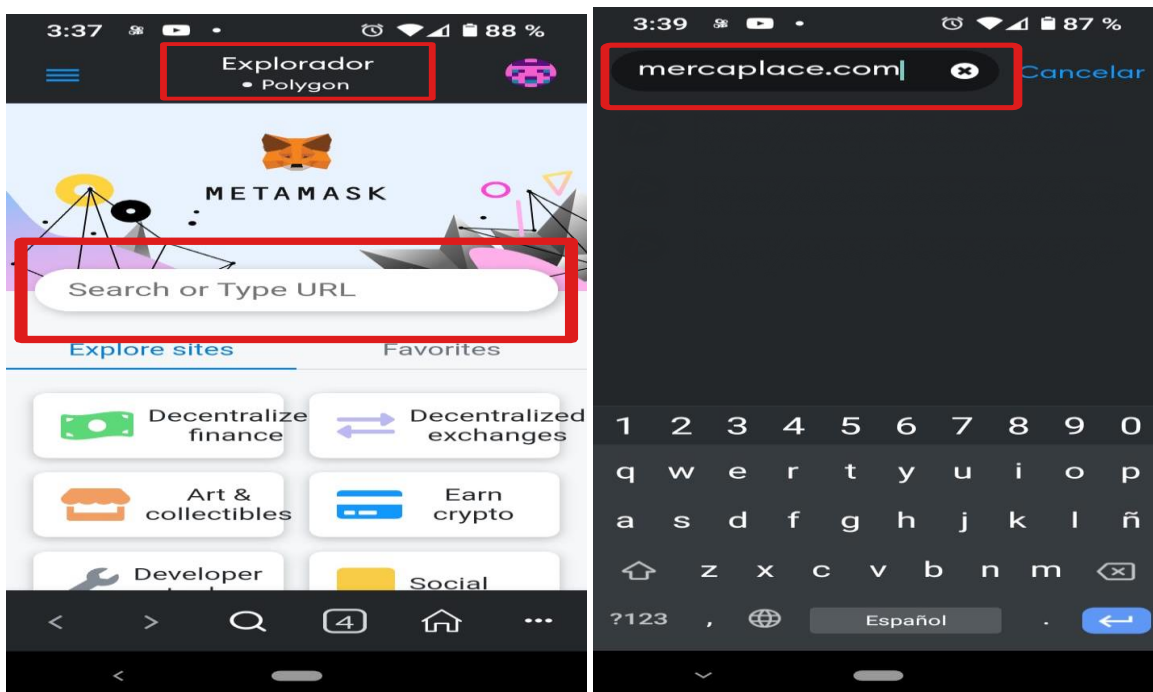 3:37
88 %
Explorador
• Polygon
METAMASK
Search or Type URL
Explore sites
Favorites
Decentralize
finance
Decentralized
exchanges
Art &
collectibles
Earn
crypto
Developer
Social
4
3:39
87 %
mercaplace.com
Cancelar
1 2 3 4 5 6 7 8 9 0
q w e r t y u i o p
a s d f g h j k l ñ
z x c v b n m
?123 , Español .